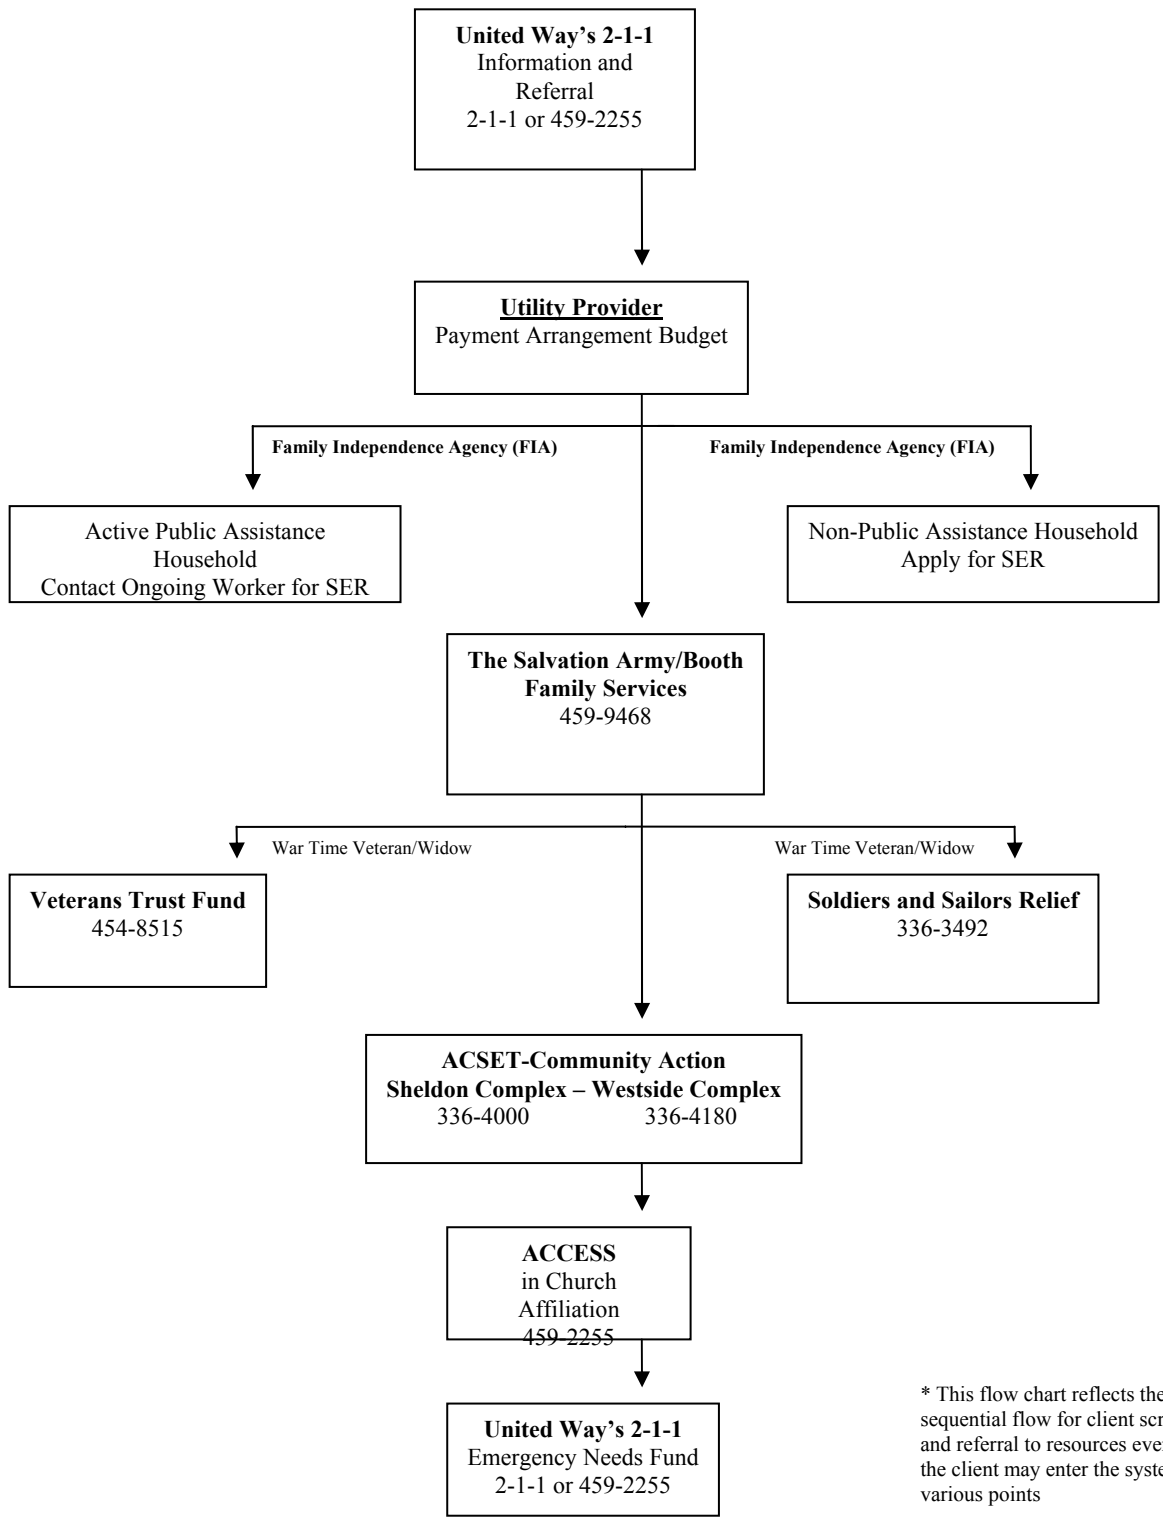 United Way’s 2-1-1
Information and
Referral
2-1-1 or 459-2255
Utility Provider
Payment Arrangement Budget
Family Independence Agency (FIA)
Family Independence Agency (FIA)
Active Public Assistance
Household
Contact Ongoing Worker for SER
Non-Public Assistance Household
Apply for SER
The Salvation Army/Booth
Family Services
459-9468
War Time Veteran/Widow
War Time Veteran/Widow
Veterans Trust Fund
454-8515
Soldiers and Sailors Relief
336-3492
ACSET-Community Action
Sheldon Complex – Westside Complex
336-4000 336-4180
ACCESS
in Church
Affiliation
459-2255
United Way’s 2-1-1
Emergency Needs Fund
2-1-1 or 459-2255
* This flow chart reflects the
sequential flow for client
and referral to resources
the client may enter the
various points